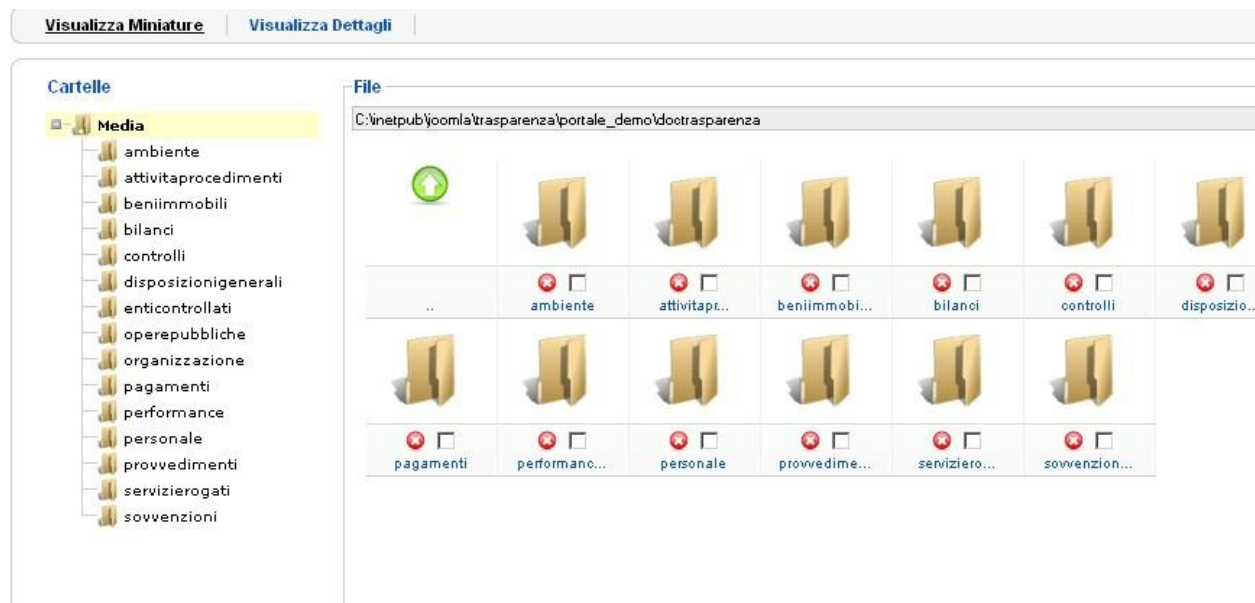 Visualizza Miniature Visualizza Dettagli
Cartelle
Media
ambiente
attivitaprocedimenti
beniimmobili
bilanci
controlli
disposizionigenerali
enticontrollati
operepubbliche
organizzazione
pagamenti
performance
personale
provvedimenti
servizierogati
sovvenzioni
File
C:\inetpub\joomla\trasparenza\portale_demo\doctrasparenza
.. ambiente attivitapr... beniimmobi... bilanci controlli disposizio...
pagamenti performanc... personale provvedime... serviziero... sovvenzion...